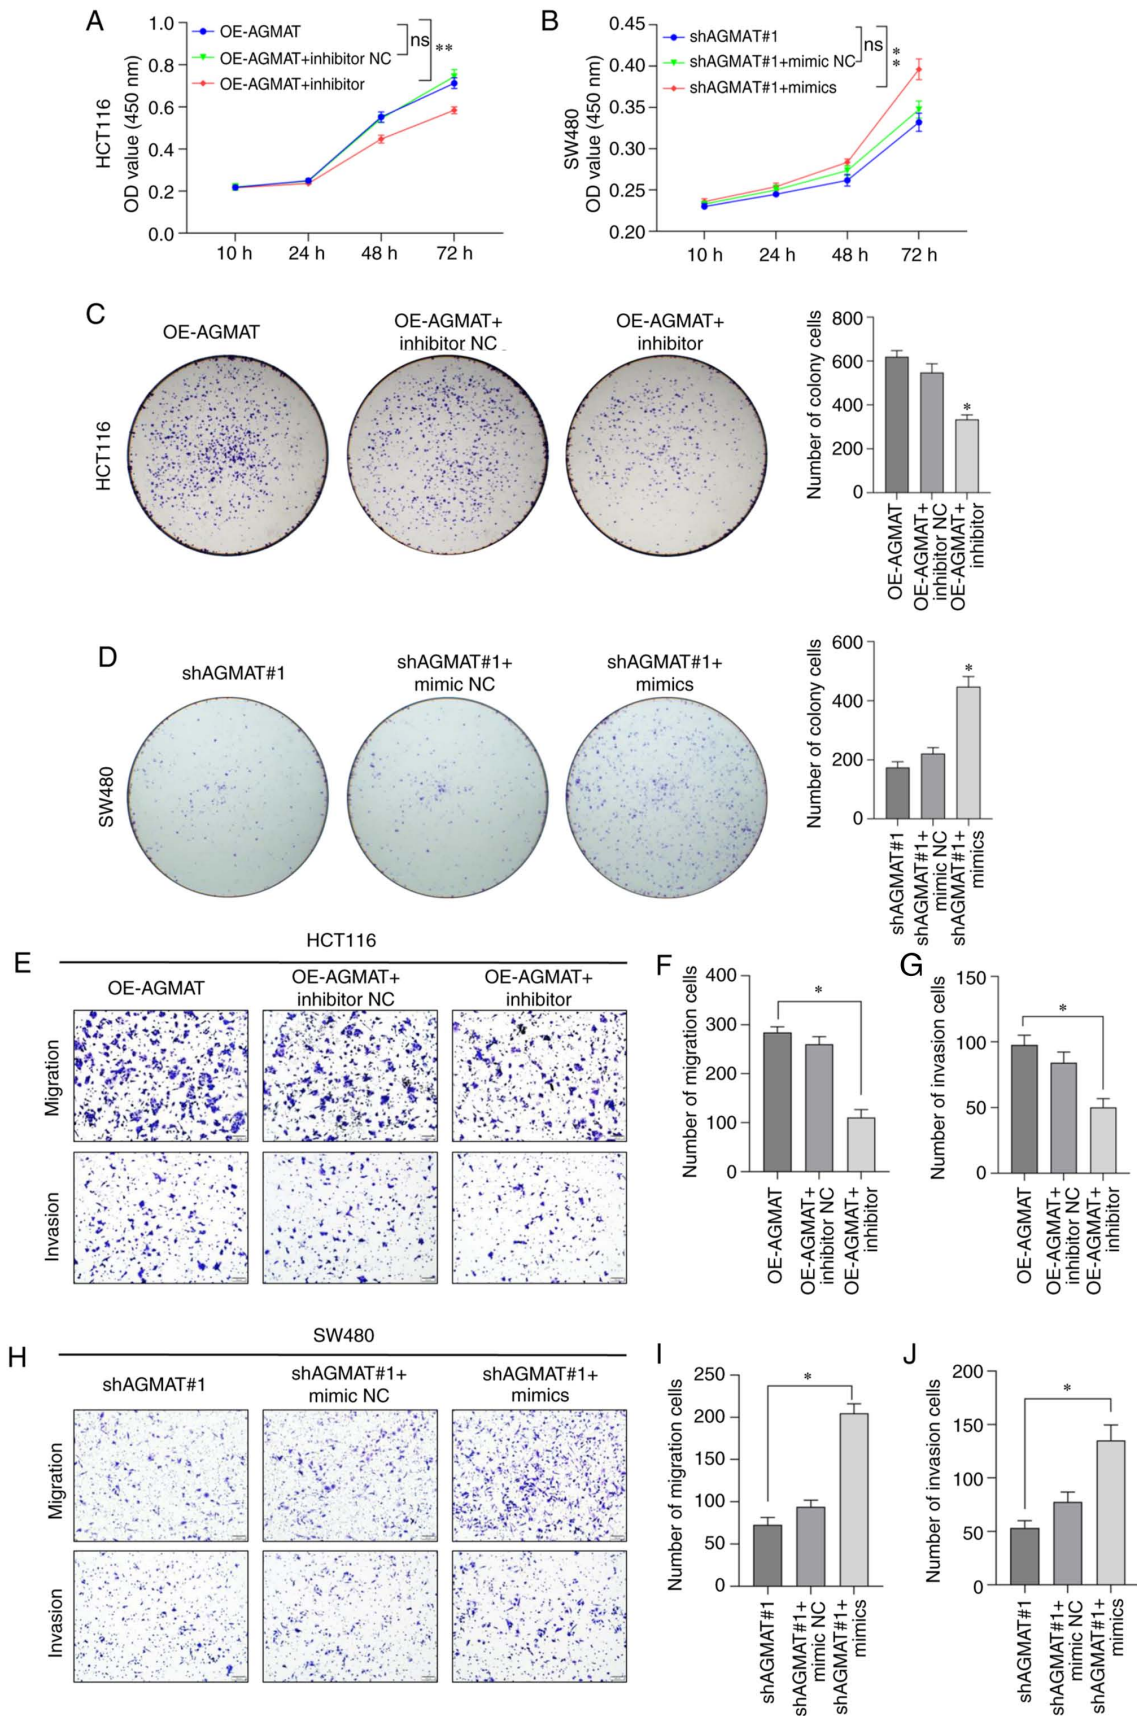 A
HCT116
OD value (450 nm)
1.0
0.8
0.6
0.4
0.2
0.0
OE-AGMAT
OE-AGMAT+inhibitor NC
OE-AGMAT+inhibitor
ns
**
10 h
24 h
48 h
72 h
B
SW480
OD value (450 nm)
0.45
0.40
0.35
0.30
0.25
0.20
shAGMAT#1
shAGMAT#1+mimic NC
shAGMAT#1+mimics
ns
**
10 h
24 h
48 h
72 h
C
HCT116
OE-AGMAT
OE-AGMAT+
inhibitor NC
OE-AGMAT+
inhibitor
Number of colony cells
800
600
400
200
0
*
OE-AGMAT
OE-AGMAT+
inhibitor NC
OE-AGMAT+
inhibitor
D
SW480
shAGMAT#1
shAGMAT#1+
mimic NC
shAGMAT#1+
mimics
Number of colony cells
600
400
200
0
*
shAGMAT#1
shAGMAT#1+
mimic NC
shAGMAT#1+
mimics
E
HCT116
OE-AGMAT
OE-AGMAT+
inhibitor NC
OE-AGMAT+
inhibitor
Migration
Invasion
F
Number of migration cells
400
300
200
100
0
*
OE-AGMAT
OE-AGMAT+
inhibitor NC
OE-AGMAT+
inhibitor
G
Number of invasion cells
150
100
50
0
*
OE-AGMAT
OE-AGMAT+
inhibitor NC
OE-AGMAT+
inhibitor
H
SW480
shAGMAT#1
shAGMAT#1+
mimic NC
shAGMAT#1+
mimics
Migration
Invasion
I
Number of migration cells
250
200
150
100
50
0
*
shAGMAT#1
shAGMAT#1+
mimic NC
shAGMAT#1+
mimics
J
Number of invasion cells
200
150
100
50
0
*
shAGMAT#1
shAGMAT#1+
mimic NC
shAGMAT#1+
mimics